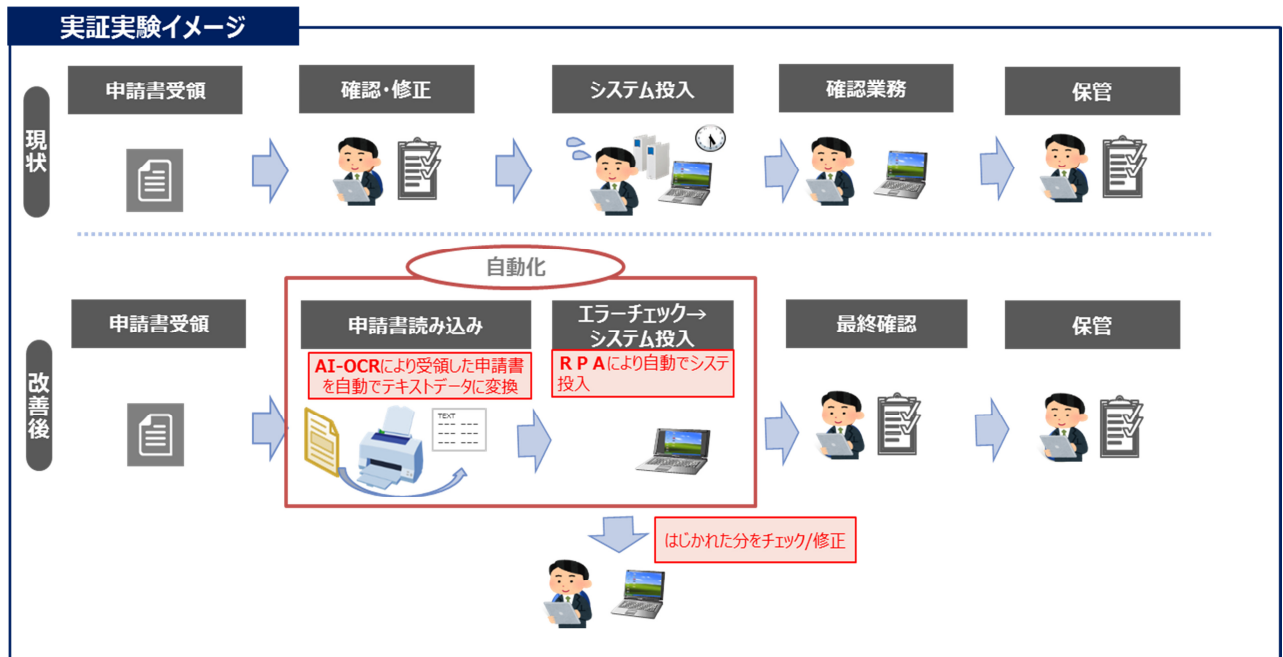 実証実験イメージ
現状
申請書受領
確認・修正
システム投入
確認業務
保管
自動化
改善後
申請書受領
申請書読み込み
エラーチェック→
システム投入
最終確認
保管
AI-OCRにより受領した申請書
を自動でテキストデータに変換
ＲＰＡにより自動でシステ
投入
TEXT
はじかれた分をチェック/修正